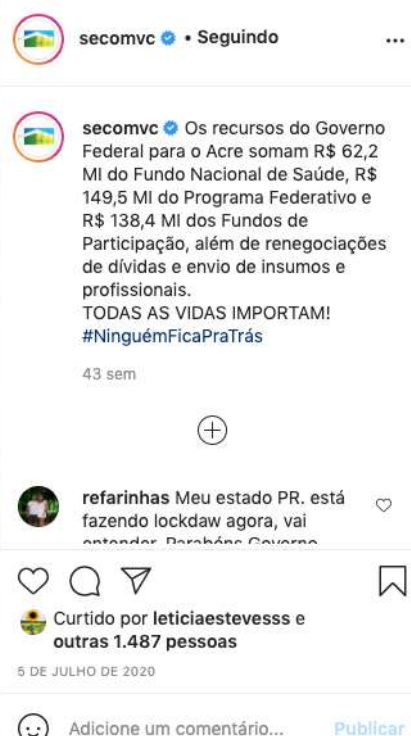 secomvc • Seguindo
secomvc Os recursos do Governo
Federal para o Acre somam R$ 62,2
MI do Fundo Nacional de Saúde, R$
149,5 MI do Programa Federativo e
R$ 138,4 MI dos Fundos de
Participação, além de renegociações
de dívidas e envio de insumos e
profissionais.
TODAS AS VIDAS IMPORTAM!
#NinguémFicaPraTrás
43 sem
refarinhas Meu estado PR. está
fazendo lockdaw agora, vai
entender. Parabéns Governo
Curtido por leticiaestevesss e
outras 1.487 pessoas
5 DE JULHO DE 2020
Adicione um comentário...
Publicar